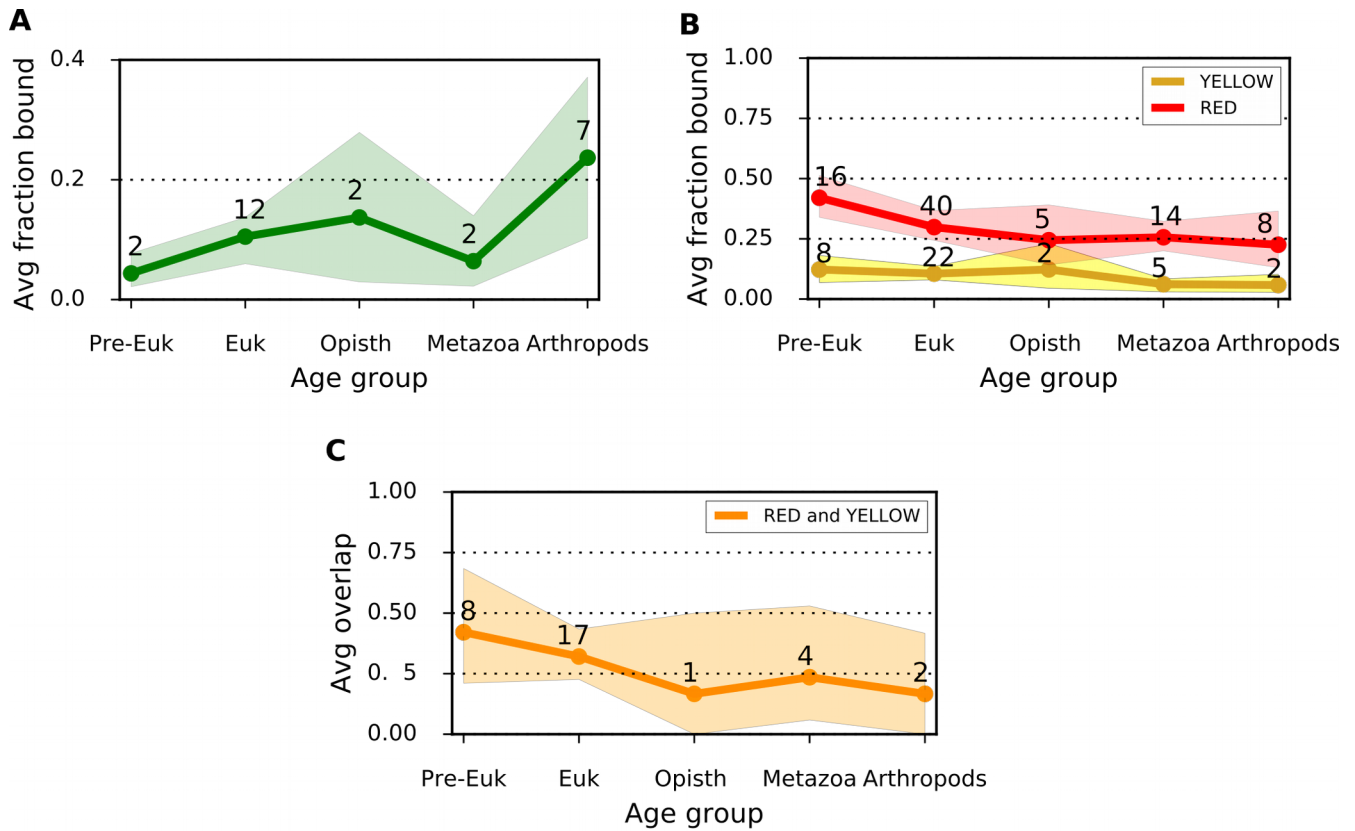 A
Avg fraction bound
0.4
0.2
0.0
2
12
2
2
7
Pre-Euk Euk Opisth Metazoa Arthropods
Age group
B
Avg fraction bound
1.00
0.75
0.50
0.25
0.00
YELLOW
RED
16
40
5
14
8
8
22
2
5
2
Pre-Euk Euk Opisth Metazoa Arthropods
Age group
C
Avg overlap
1.00
0.75
0.50
0. 5
0.00
RED and YELLOW
8
17
1
4
2
Pre-Euk Euk Opisth Metazoa Arthropods
Age group